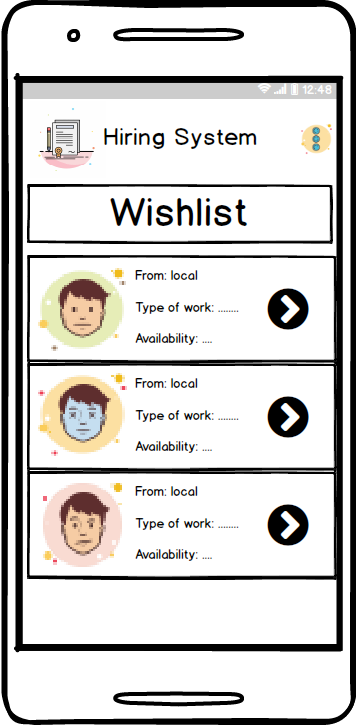 12:48
Hiring System
Wishlist
From: local
Type of work: ........
Availability: ....
From: local
Type of work: ........
Availability: ....
From: local
Type of work: ........
Availability: ....